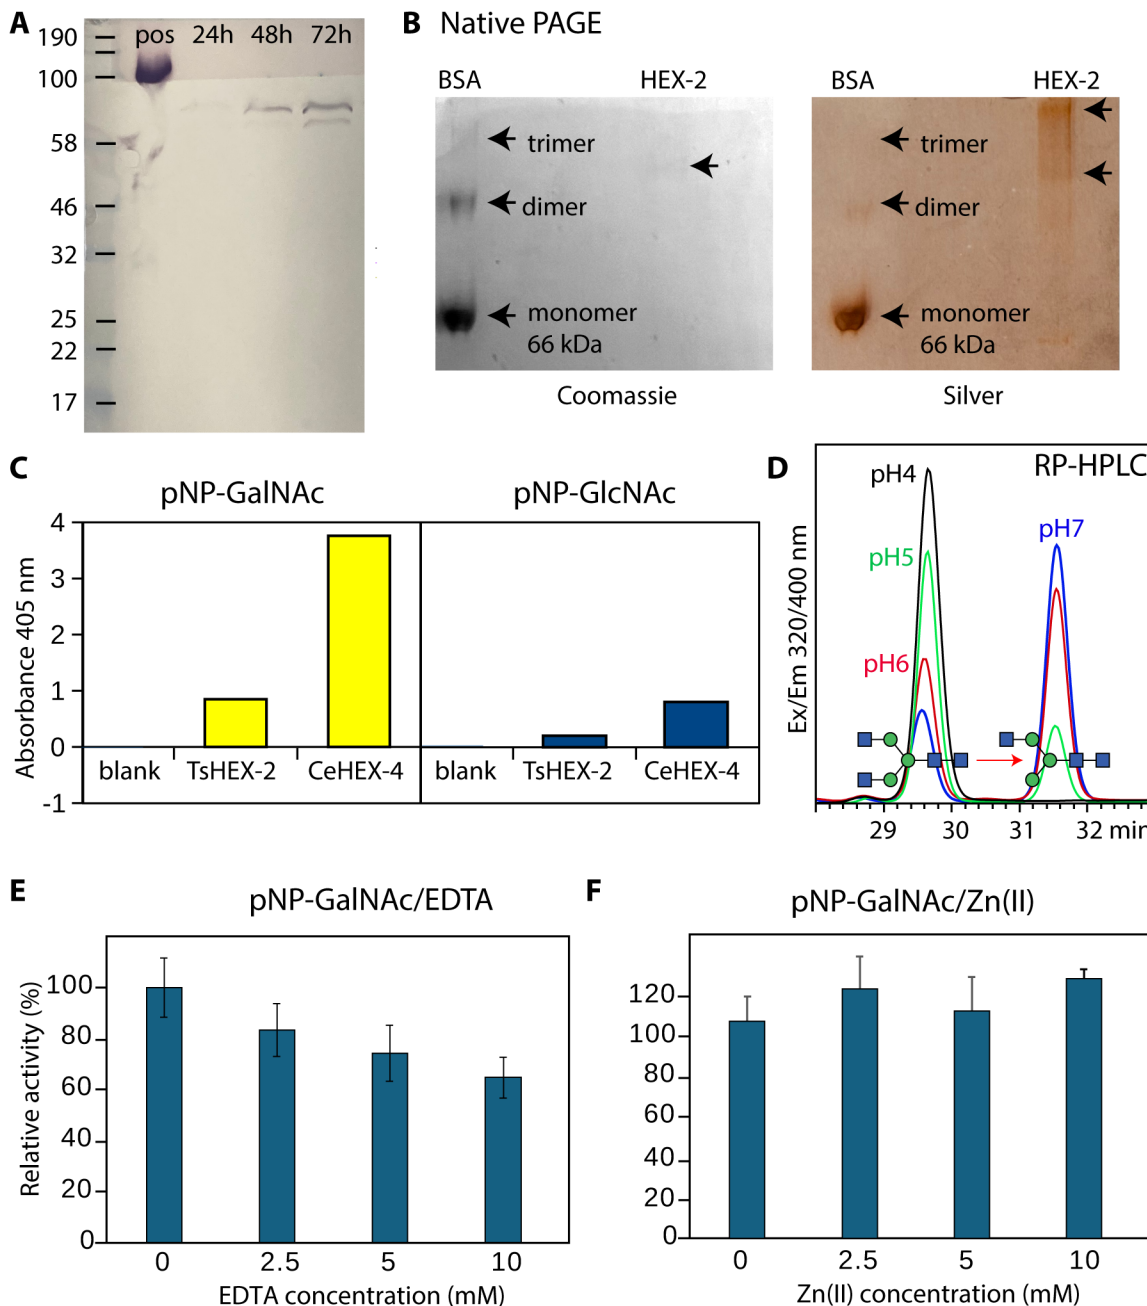 A
pos 24h 48h 72h
190
100
58
46
32
25
22
17
B Native PAGE
BSA HEX-2
trimer
dimer
monomer
66 kDa
Coomassie
BSA HEX-2
trimer
dimer
monomer
66 kDa
Silver
C
pNP-GalNAc pNP-GlcNAc
Absorbance 405 nm
4
3
2
1
0
-1
blank TsHEX-2 CeHEX-4 blank TsHEX-2 CeHEX-4
D
RP-HPLC
Ex/Em 320/400 nm
pH4
pH5
pH6
pH7
29 30 31 32 min
E
pNP-GalNAc/EDTA
Relative activity (%)
100
80
60
40
20
0
0 2.5 5 10
EDTA concentration (mM)
F
pNP-GalNAc/Zn(II)
120
100
80
60
40
20
0
0 2.5 5 10
Zn(II) concentration (mM)